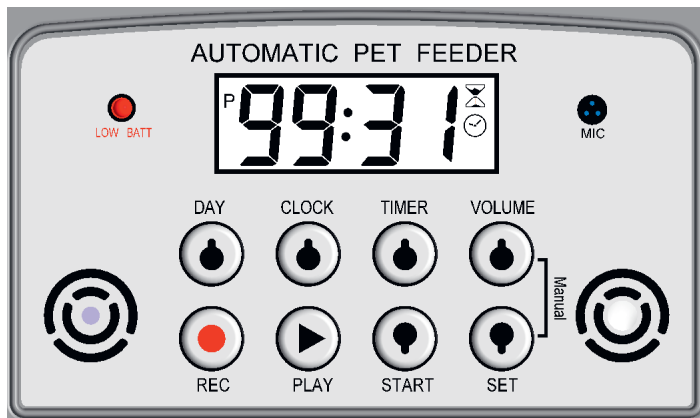 AUTOMATIC PET FEEDER
P 99:31
LOW BATT
MIC
DAY CLOCK TIMER VOLUME
Manual
REC PLAY START SET